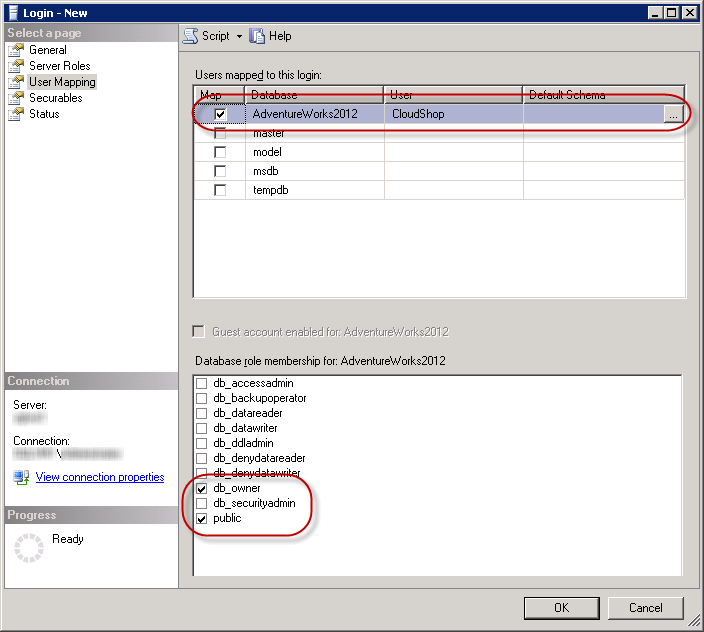 Login - New
Select a page
General
Server Roles
User Mapping
Securables
Status
Script Help
Users mapped to this login:
Map Database User Default Schema
AdventureWorks2012 CloudShop ...
master
model
msdb
tempdb
Guest account enabled for: AdventureWorks2012
Database role membership for: AdventureWorks2012
db_accessadmin
db_backupoperator
db_datareader
db_datawriter
db_ddladmin
db_denydatareader
db_denydatawriter
db_owner
db_securityadmin
public
Connection
Server:
Connection:
\
View connection properties
Progress
Ready
OK Cancel